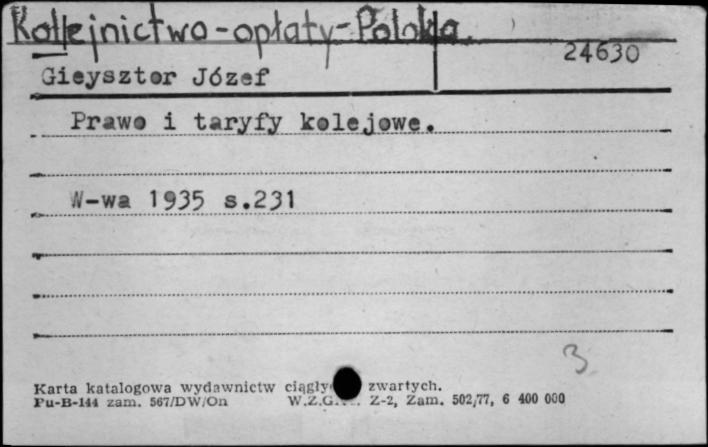 Kolejnictwo-opłaty-Polska.
24630
Gieysztor Józef
Prawo i taryfy kolejowe.
W-wa 1935 s.231
3
Karta katalogowa wydawnictw zwartych.
Pu-B-144 zam. 567/DW/On Z-2, Zam. 502/77, 6 400 000